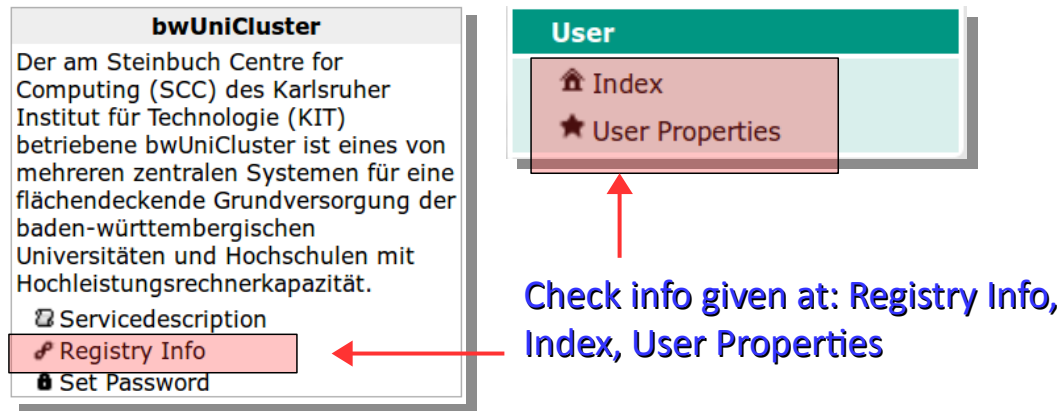 bwUniCluster
Der am Steinbuch Centre for
Computing (SCC) des Karlsruher
Institut für Technologie (KIT)
betriebene bwUniCluster ist eines von
mehreren zentralen Systemen für eine
flächendeckende Grundversorgung der
baden-württembergischen
Universitäten und Hochschulen mit
Hochleistungsrechnerkapazität.
Servicedescription
Registry Info
Set Password
User
Index
User Properties
Check info given at: Registry Info,
Index, User Properties